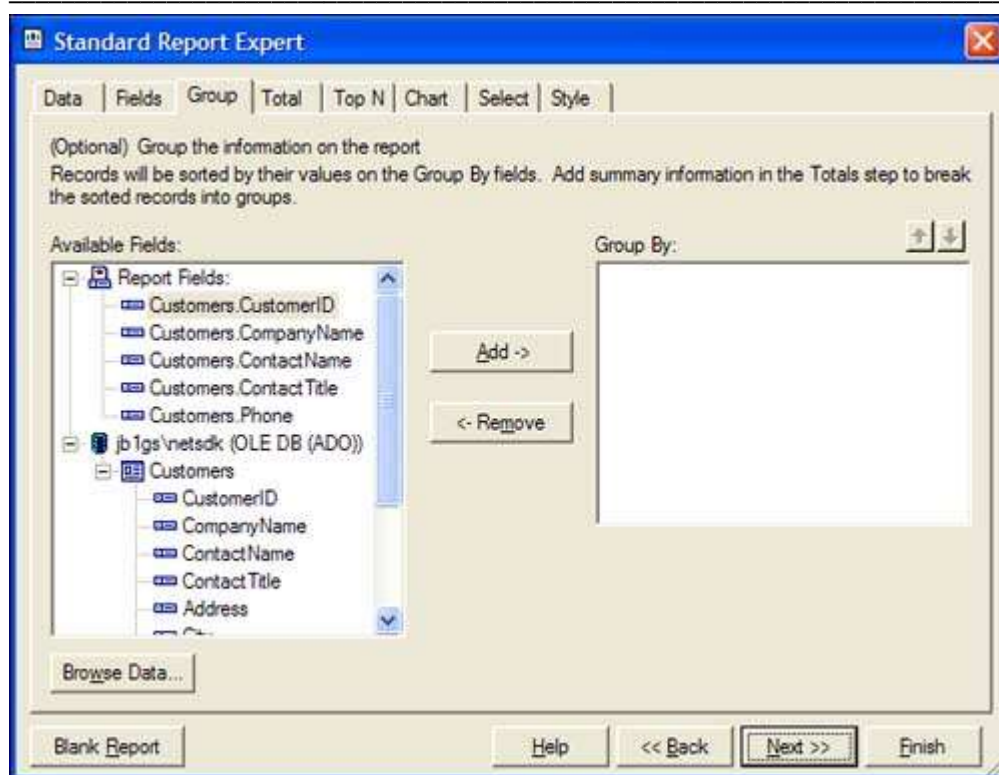 Standard Report Expert
Data Fields Group Total Top N Chart Select Style
(Optional) Group the information on the report
Records will be sorted by their values on the Group By fields. Add summary information in the Totals step to break
the sorted records into groups.
Available Fields:
Group By:
Report Fields:
Customers.CustomerID
Customers.CompanyName
Customers.ContactName
Customers.ContactTitle
Customers.Phone
jb1gs\netsdk (OLE DB (ADO))
Customers
CustomerID
CompanyName
ContactName
ContactTitle
Address
Add ->
<- Remove
Browse Data...
Blank Report Help << Back Next >> Finish